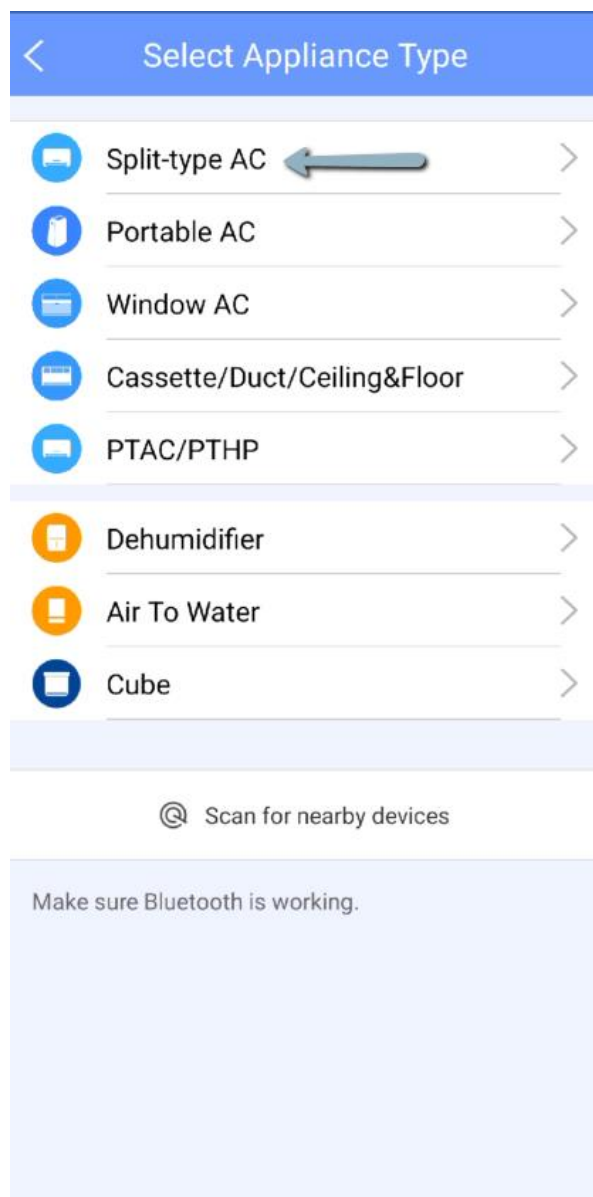 Select Appliance Type
Split-type AC
Portable AC
Window AC
Cassette/Duct/Ceiling&Floor
PTAC/PTHP
Dehumidifier
Air To Water
Cube
Scan for nearby devices
Make sure Bluetooth is working.